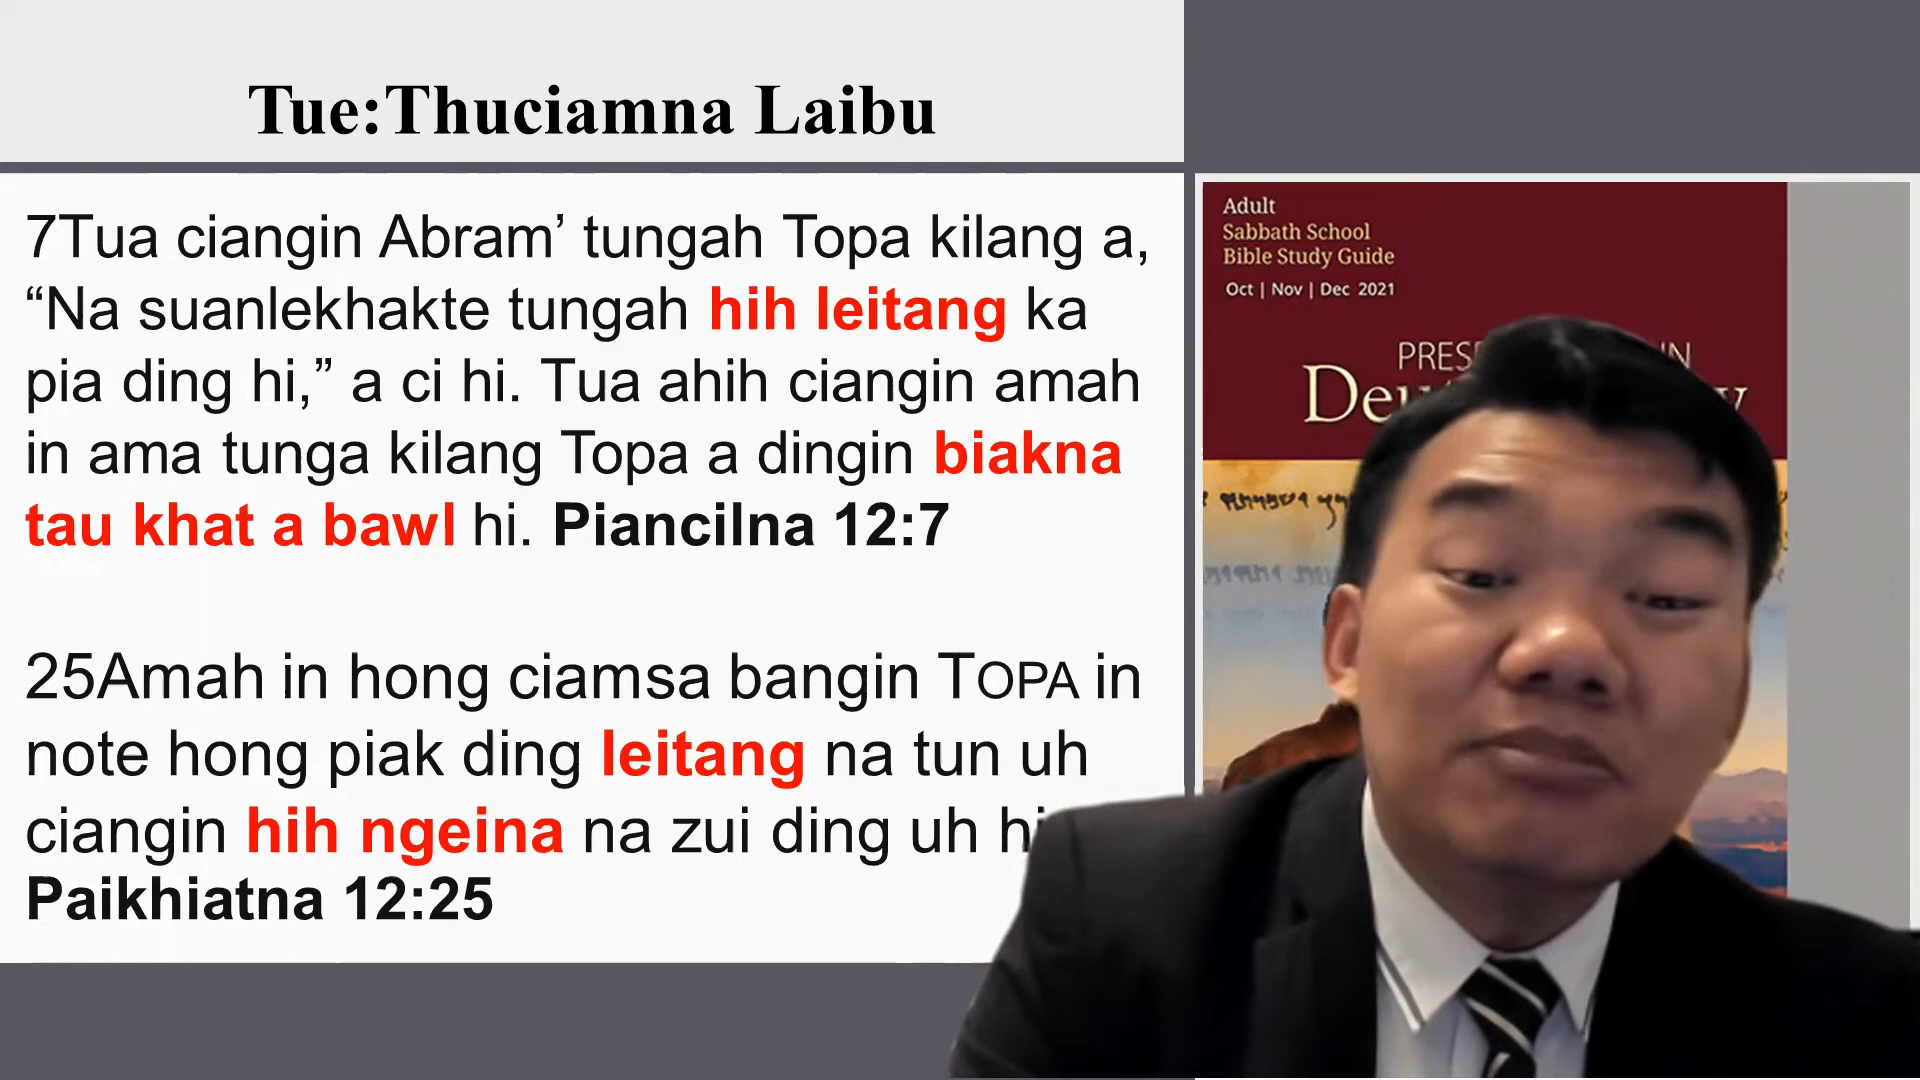 Tue:Thuciamna Laibu
7Tua ciangin Abram’ tungah Topa kilang a,
“Na suanlekhakte tungah hih leitang ka
pia ding hi,” a ci hi. Tua ahih ciangin amah
in ama tunga kilang Topa a dingin biakna
tau khat a bawl hi. Piancilna 12:7
25Amah in hong ciamsa bangin TOPA in
note hong piak ding leitang na tun uh
ciangin hih ngeina na zui ding uh
Paikhiatna 12:25
Adult
Sabbath School
Bible Study Guide
Oct | Nov | Dec 2021